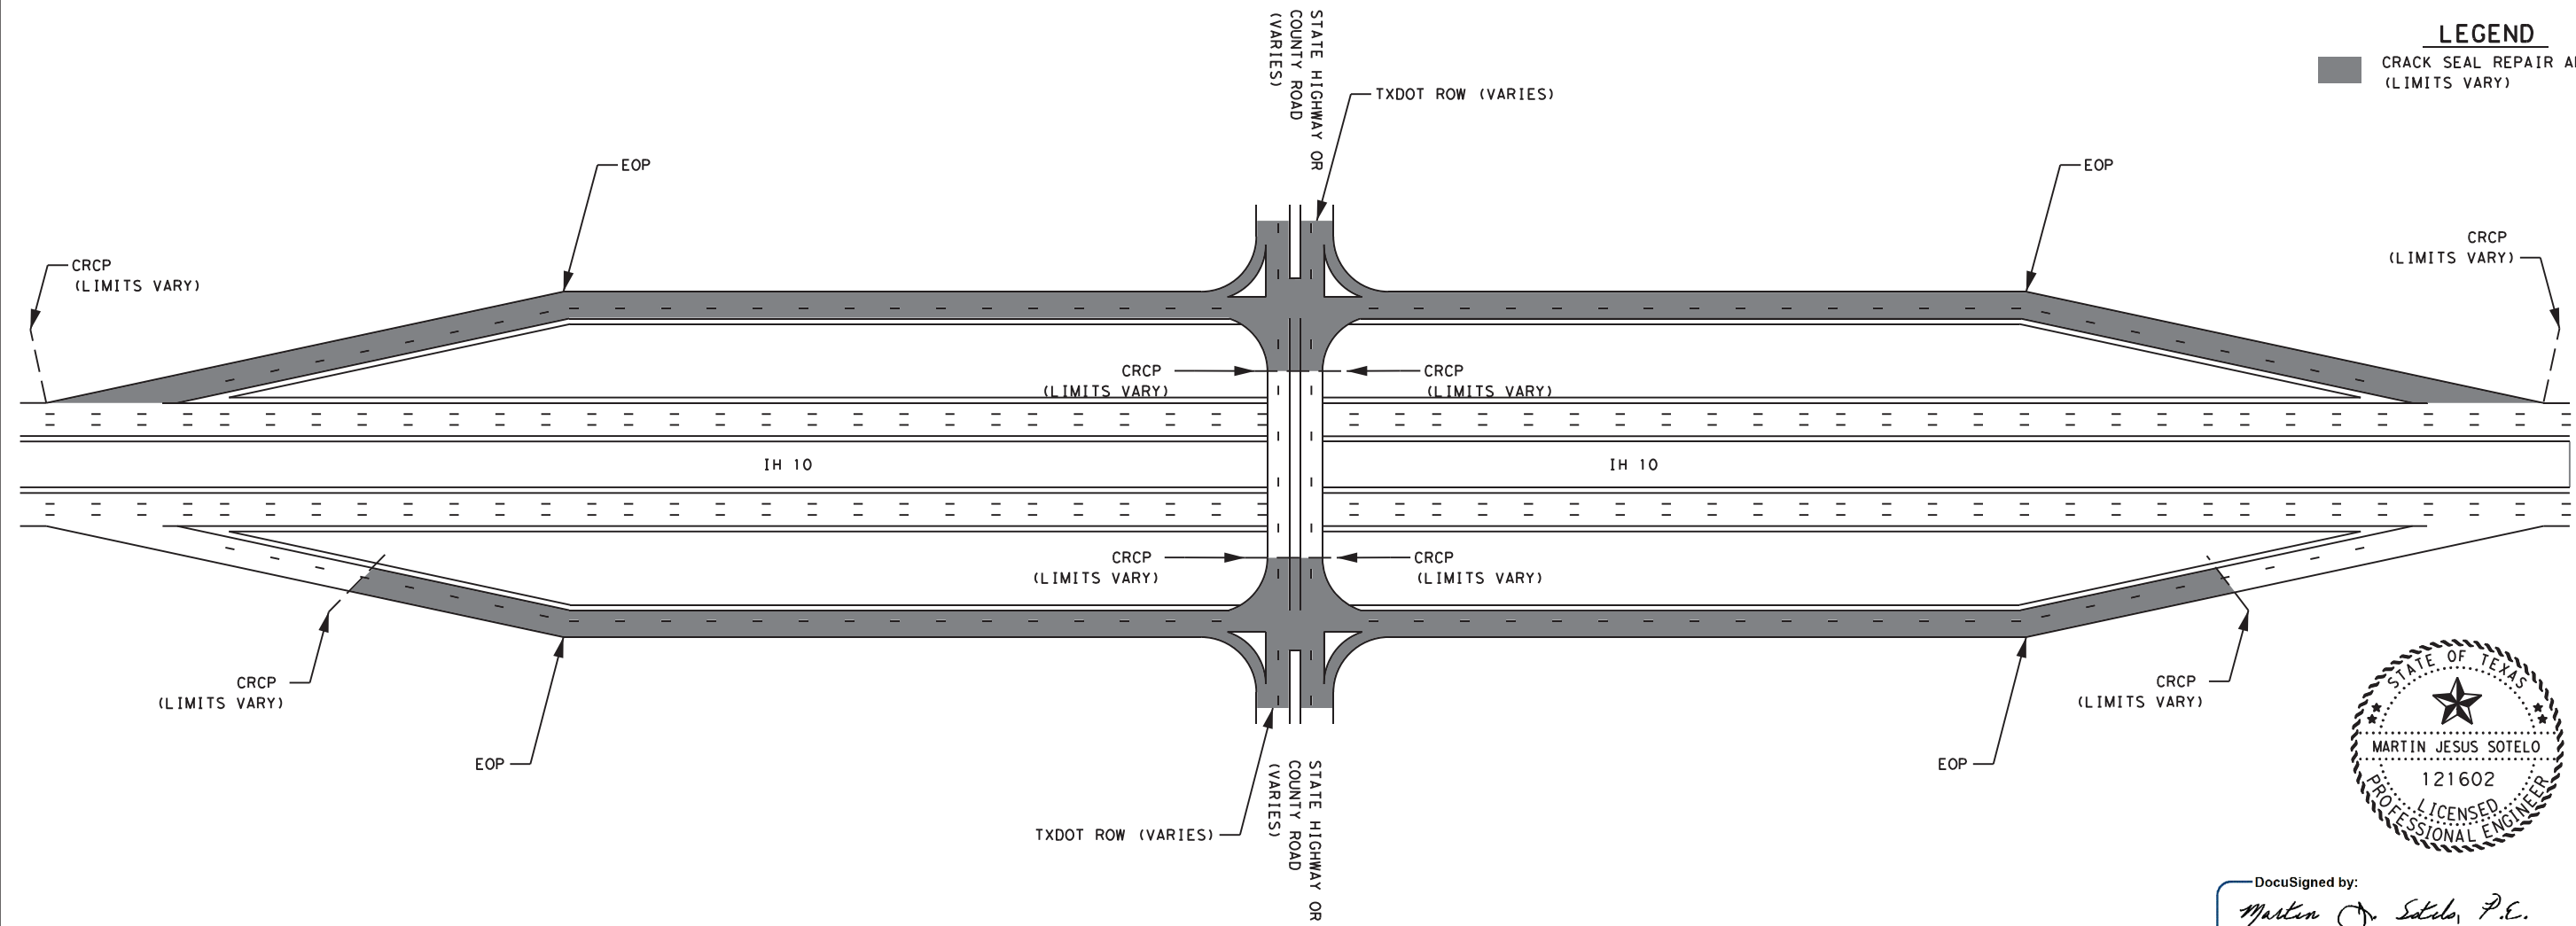 LEGEND
CRACK SEAL REPAIR
(LIMITS VARY)
STATE HIGHWAY OR
COUNTY ROAD
(VARIES)
TXDOT ROW (VARIES)
EOP
EOP
CRCP
(LIMITS VARY)
CRCP
(LIMITS VARY)
CRCP
(LIMITS VARY)
CRCP
(LIMITS VARY)
IH 10
IH 10
CRCP
(LIMITS VARY)
CRCP
(LIMITS VARY)
CRCP
(LIMITS VARY)
CRCP
(LIMITS VARY)
EOP
EOP
TXDOT ROW (VARIES)
STATE HIGHWAY OR
COUNTY ROAD
(VARIES)
STATE OF TEXAS
MARTIN JESUS SOTELO
121602
LICENSED
PROFESSIONAL ENGINEER
DocuSigned by:
Martin J. Sotelo, P.E.